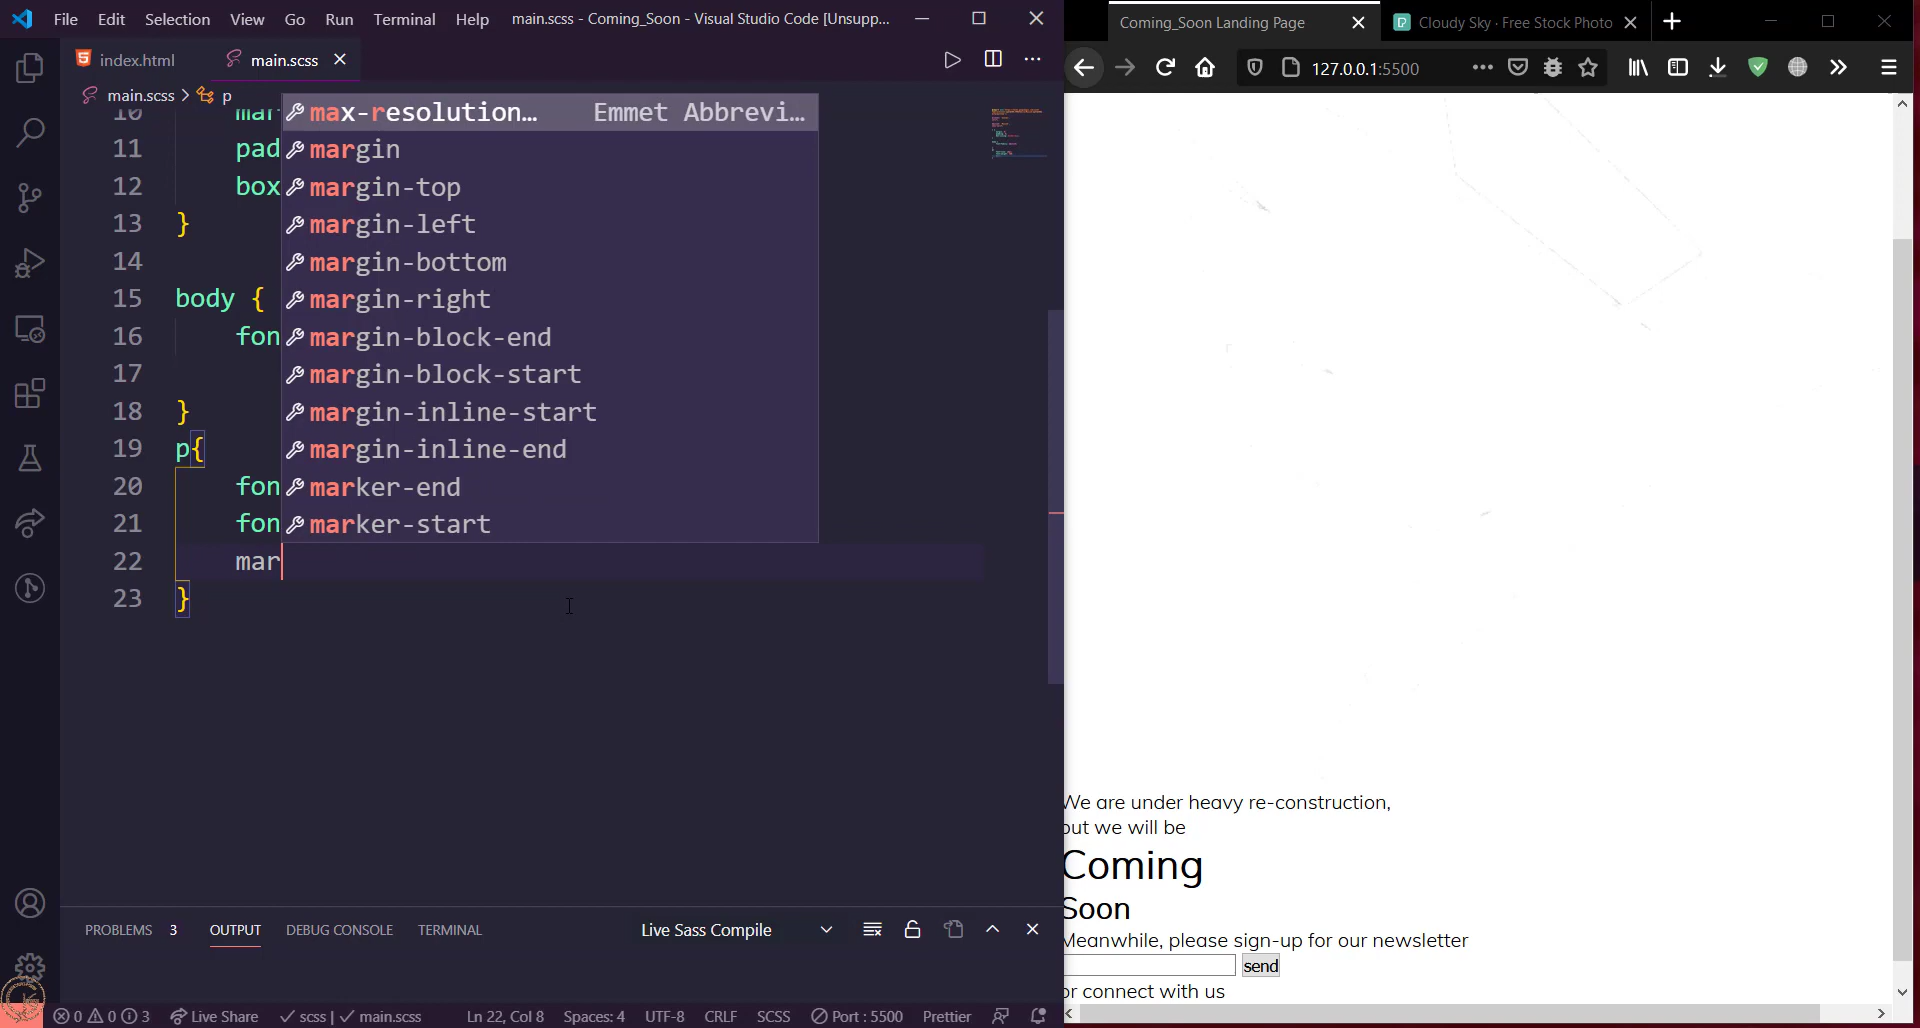 File Edit Selection View Go Run Terminal Help main.scss - Coming_Soon - Visual Studio Code [Unsupp...
Coming_Soon Landing Page
Cloudy Sky · Free Stock Photo
index.html
main.scss
127.0.0.1:5500
main.scss > p
10 mar
11 pad
12 box
13 }
14
15 body {
16 fon
17
18 }
19 p{
20 fon
21 fon
22 mar
23 }
max-resolution... Emmet Abbrevi...
margin
margin-top
margin-left
margin-bottom
margin-right
margin-block-end
margin-block-start
margin-inline-start
margin-inline-end
marker-end
marker-start
We are under heavy re-construction,
but we will be
Coming
Soon
Meanwhile, please sign-up for our newsletter
send
or connect with us
PROBLEMS 3 OUTPUT DEBUG CONSOLE TERMINAL
Live Sass Compile
0 0 3 Live Share scss | main.scss Ln 22, Col 8 Spaces: 4 UTF-8 CRLF SCSS Port : 5500 Prettier